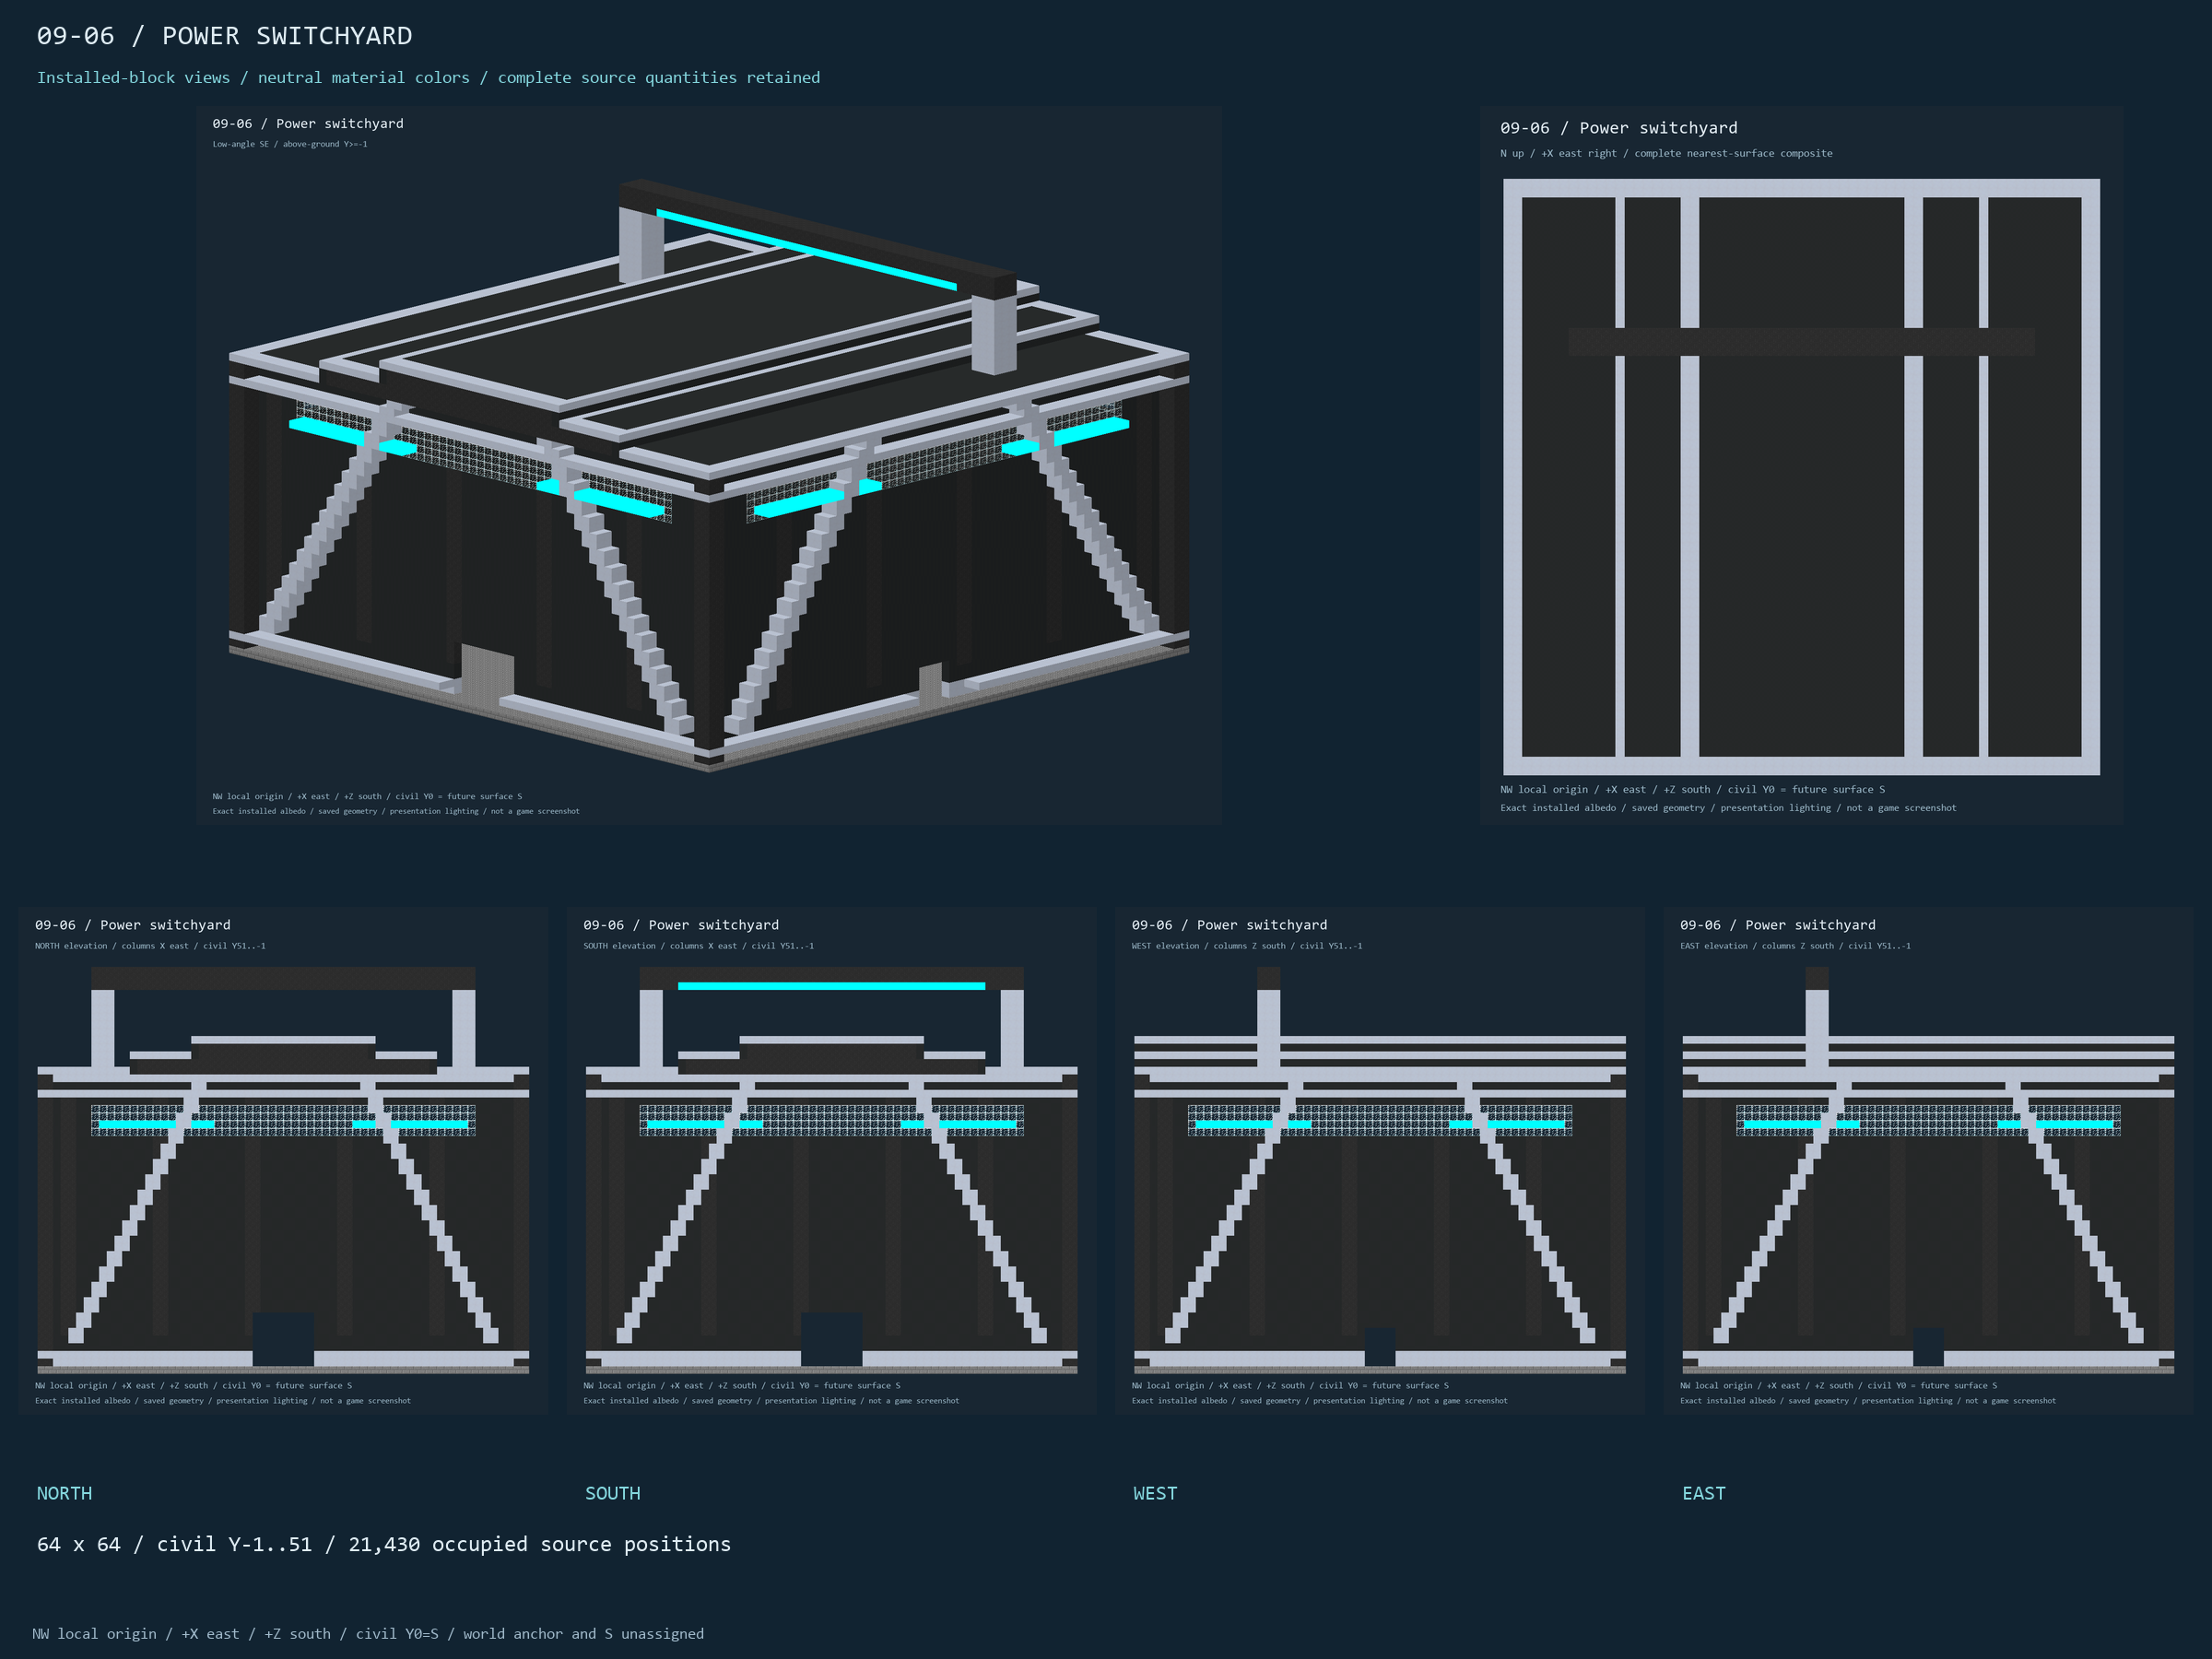 09-06 / POWER SWITCHYARD
Installed-block views / neutral material colors / complete source quantities retained
09-06 / Power switchyard
Low-angle SE / above-ground Y>=-1
NW local origin / +X east / +Z south / civil Y0 = future surface S
Exact installed albedo / saved geometry / presentation lighting / not a game screenshot
09-06 / Power switchyard
N up / +X east right / complete nearest-surface composite
NW local origin / +X east / +Z south / civil Y0 = future surface S
Exact installed albedo / saved geometry / presentation lighting / not a game screenshot
09-06 / Power switchyard
NORTH elevation / columns X east / civil Y51..-1
NW local origin / +X east / +Z south / civil Y0 = future surface S
Exact installed albedo / saved geometry / presentation lighting / not a game screenshot
09-06 / Power switchyard
SOUTH elevation / columns X east / civil Y51..-1
NW local origin / +X east / +Z south / civil Y0 = future surface S
Exact installed albedo / saved geometry / presentation lighting / not a game screenshot
09-06 / Power switchyard
WEST elevation / columns Z south / civil Y51..-1
NW local origin / +X east / +Z south / civil Y0 = future surface S
Exact installed albedo / saved geometry / presentation lighting / not a game screenshot
09-06 / Power switchyard
EAST elevation / columns Z south / civil Y51..-1
NW local origin / +X east / +Z south / civil Y0 = future surface S
Exact installed albedo / saved geometry / presentation lighting / not a game screenshot
NORTH
SOUTH
WEST
EAST
64 x 64 / civil Y-1..51 / 21,430 occupied source positions
NW local origin / +X east / +Z south / civil Y0=S / world anchor and S unassigned